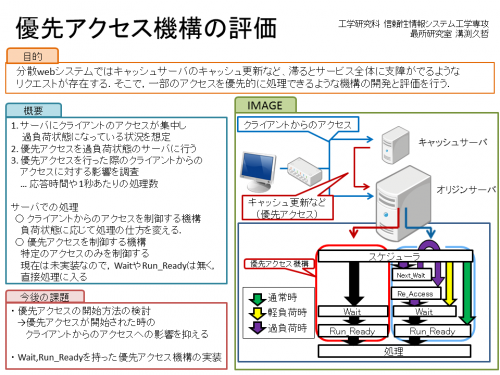 優先アクセス機構の評価
工学研究科 信頼性情報システム工学専攻
最所研究室 溝渕久哲
目的
分散webシステムではキャッシュサーバのキャッシュ更新など、滞るとサービス全体に支障がでるような
リクエストが存在する．そこで，一部のアクセスを優先的に処理できるような機構の開発と評価を行う．
概要
1. サーバにクライアントのアクセスが集中し
過負荷状態になっている状況を想定
2. 優先アクセスを過負荷状態のサーバに行う
3. 優先アクセスを行った際のクライアントからの
アクセスに対する影響を調査
… 応答時間や1秒あたりの処理数
サーバでの処理
○ クライアントからのアクセスを制御する機構
負荷状態に応じて処理の仕方を変える．
○ 優先アクセスを制御する機構
特定のアクセスのみを制御する
現在は未実装なので，WaitやRun_Readyは無く，
直接処理に入る
今後の課題
・ 優先アクセスの開始方法の検討
→優先アクセスが開始された時の
クライアントからのアクセスへの影響を抑える
・ Wait,Run_Readyを持った優先アクセス機構の実装
IMAGE
クライアントからのアクセス
キャッシュサーバ
オリジンサーバ
キャッシュ更新など
（優先アクセス）
優先アクセス機構
スケジューラ
Next_Wait
Re_Access
Wait
Wait
Run_Ready
Run_Ready
処理
通常時
軽負荷時
過負荷時